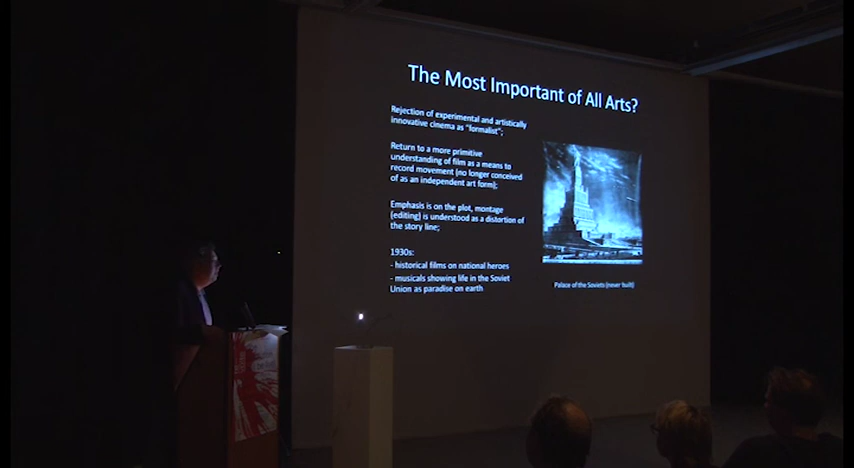 The Most Important of All Arts?
Rejection of experimental and artistically
innovative cinema as "formalist";
Return to a more primitive
understanding of film as a means to
record movement (no longer conceived
of as an independent art form);
Emphasis is on the plot, montage
(editing) is understood as a distortion of
the story line;
1930s:
- historical films on national heroes
- musicals showing life in the Soviet
Union as paradise on earth
Palace of the Soviets (never built)